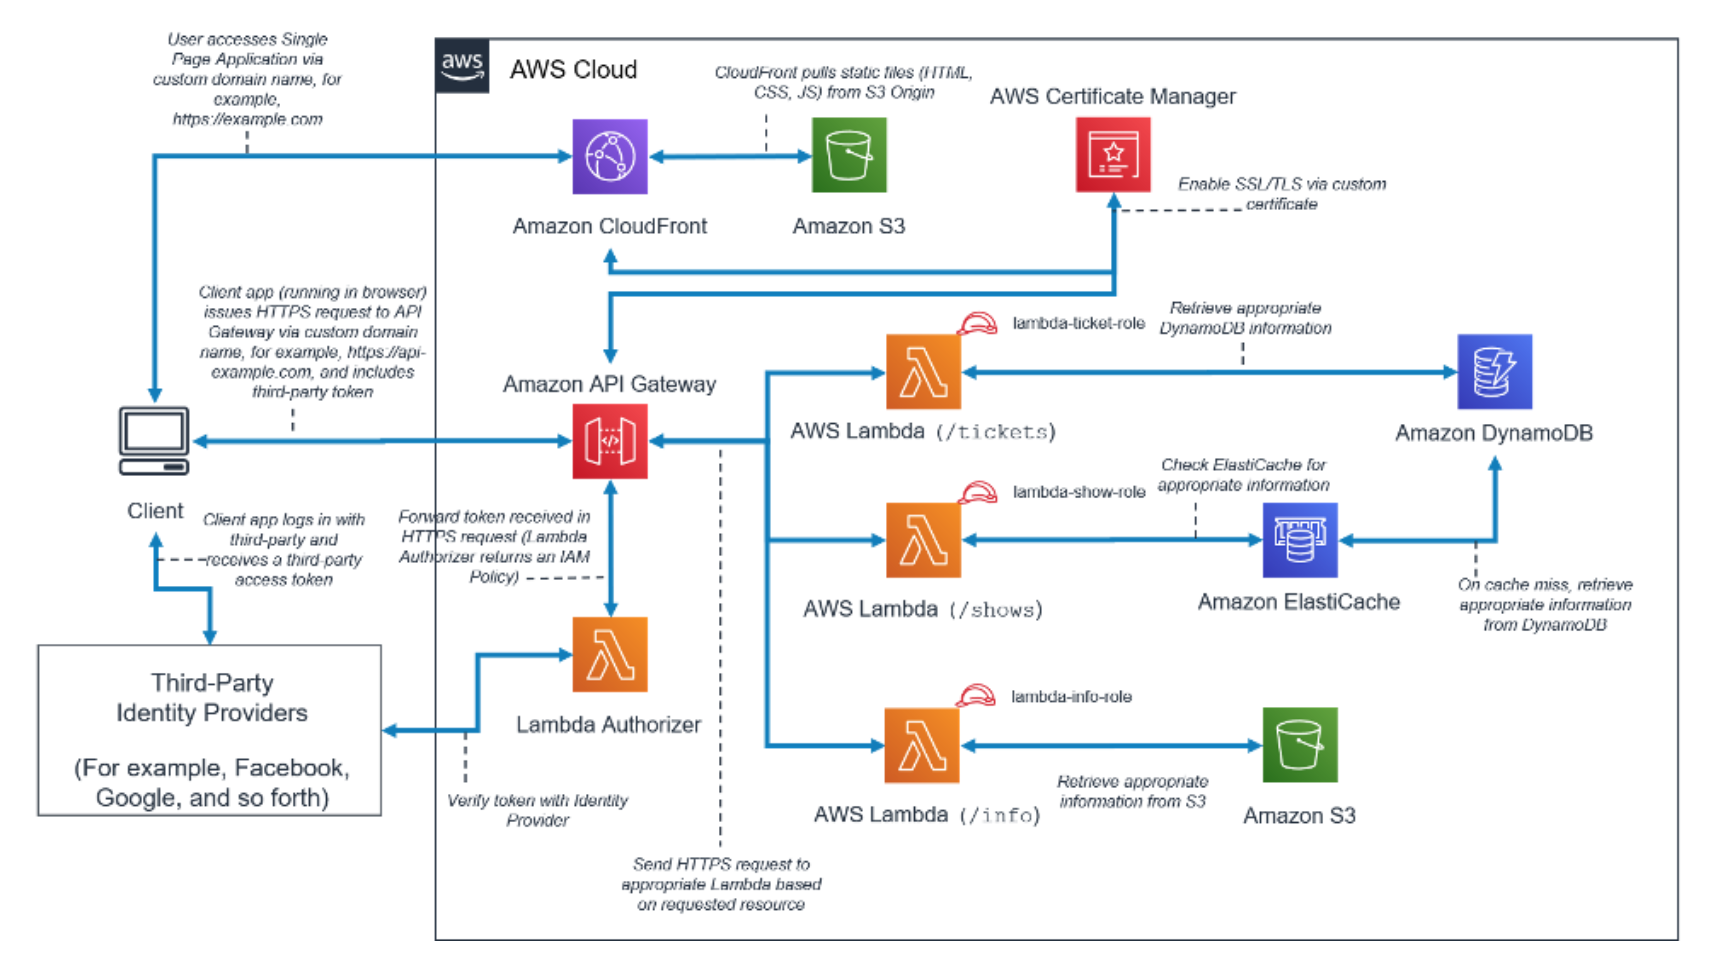 User accesses Single
Page Application via
custom domain name, for
example,
https://example.com
aws
AWS Cloud
CloudFront pulls static files (HTML,
CSS, JS) from S3 Origin
AWS Certificate Manager
Enable SSL/TLS via custom
certificate
Amazon CloudFront
Amazon S3
Client app (running in browser)
issues HTTPS request to API
Gateway via custom domain
name, for example, https://api-
example.com, and includes
third-party token
lambda-ticket-role
Retrieve appropriate
DynamoDB information
Amazon API Gateway
AWS Lambda (/tickets)
Amazon DynamoDB
Check ElastiCache for
appropriate information
lambda-show-role
Client
Client app logs in with
third-party and
receives a third-party
access token
Forward token received in
HTTPS request (Lambda
Authorizer returns an IAM
Policy)
AWS Lambda (/shows)
Amazon ElastiCache
On cache miss, retrieve
appropriate information
from DynamoDB
Third-Party
Identity Providers
(For example, Facebook,
Google, and so forth)
Lambda Authorizer
lambda-info-role
Verify token with Identity
Provider
AWS Lambda (/info)
Retrieve appropriate
information from S3
Amazon S3
Send HTTPS request to
appropriate Lambda based
on requested resource